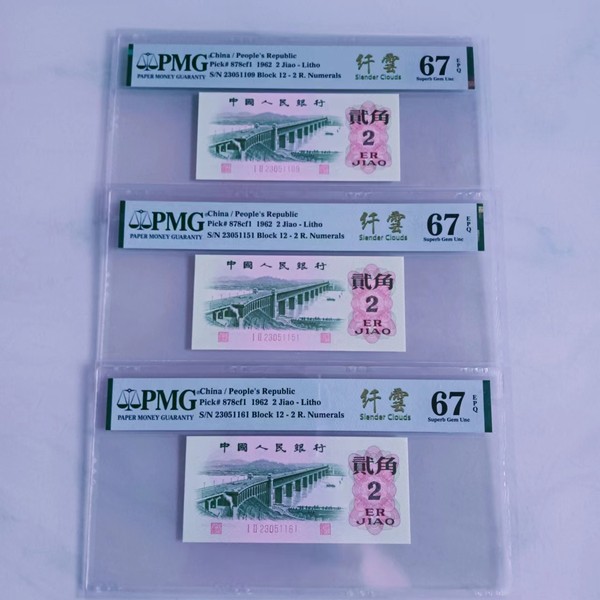 PMG China / People's Republic
Pick# 878cf1 1962 2 Jiao - Litho
PAPER MONEY GUARANTY S/N 23051109 Block 12 - 2 R. Numerals
纤雲
Slender Clouds
67 EPQ
Superb Gem Unc
中國人民銀行
貳角
2
ER
JIAO
I II 23051109
PMG China / People's Republic
Pick# 878cf1 1962 2 Jiao - Litho
PAPER MONEY GUARANTY S/N 23051151 Block 12 - 2 R. Numerals
纤雲
Slender Clouds
67 EPQ
Superb Gem Unc
中國人民銀行
貳角
2
ER
JIAO
I II 23051151
PMG China / People's Republic
Pick# 878cf1 1962 2 Jiao - Litho
PAPER MONEY GUARANTY S/N 23051161 Block 12 - 2 R. Numerals
纤雲
Slender Clouds
67 EPQ
Superb Gem Unc
中國人民銀行
貳角
2
ER
JIAO
I II 23051161